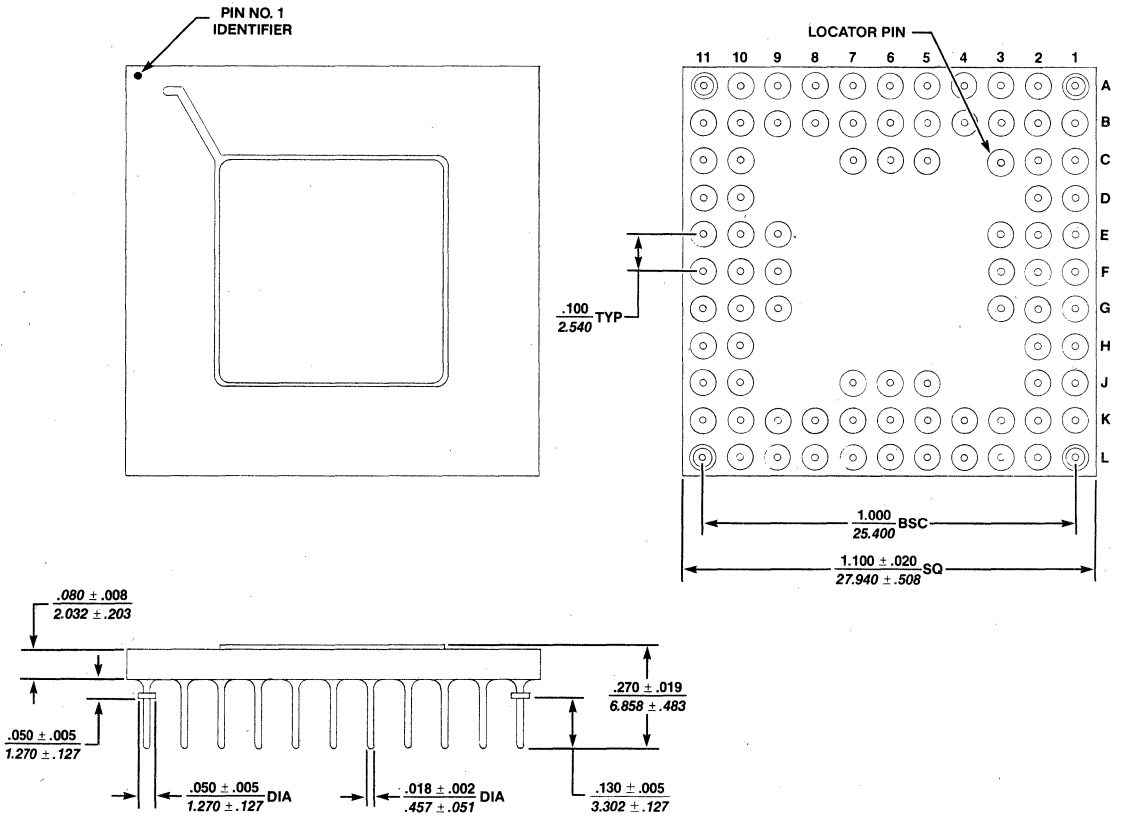 PIN NO. 1
IDENTIFIER
LOCATOR PIN
11 10 9 8 7 6 5 4 3 2 1
A
B
C
D
E
F
G
H
J
K
L
.100
2.540
TYP
1.000
25.400
BSC
1.100 ± .020
27.940 ± .508
SQ
.080 ± .008
2.032 ± .203
.270 ± .019
6.858 ± .483
.050 ± .005
1.270 ± .127
.050 ± .005
1.270 ± .127
DIA
.018 ± .002
.457 ± .051
DIA
.130 ± .005
3.302 ± .127